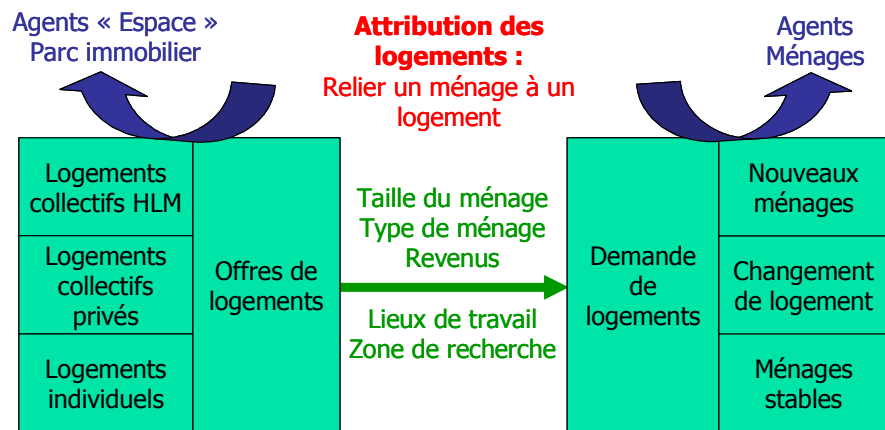 Agents « Espace »
Parc immobilier
Attribution des
logements :
Relier un ménage à un
logement
Agents
Ménages
Logements
collectifs HLM
Logements
collectifs
privés
Logements
individuels
Offres de
logements
Taille du ménage
Type de ménage
Revenus
Lieux de travail
Zone de recherche
Demande
de
logements
Nouveaux
ménages
Changement
de logement
Ménages
stables